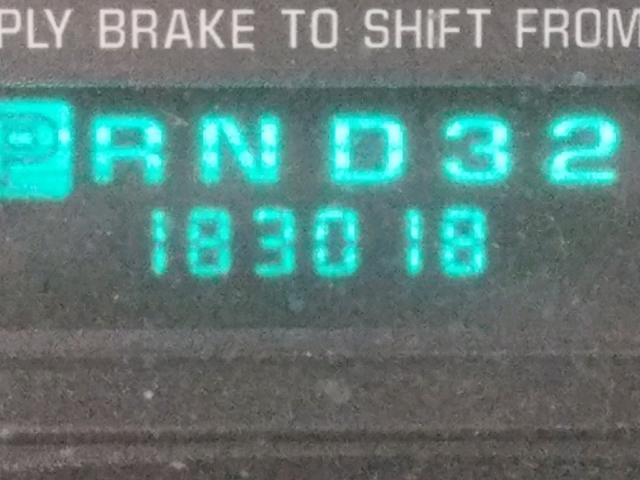 PLY BRAKE TO SHIFT FROM
P R N D 3 2
183018